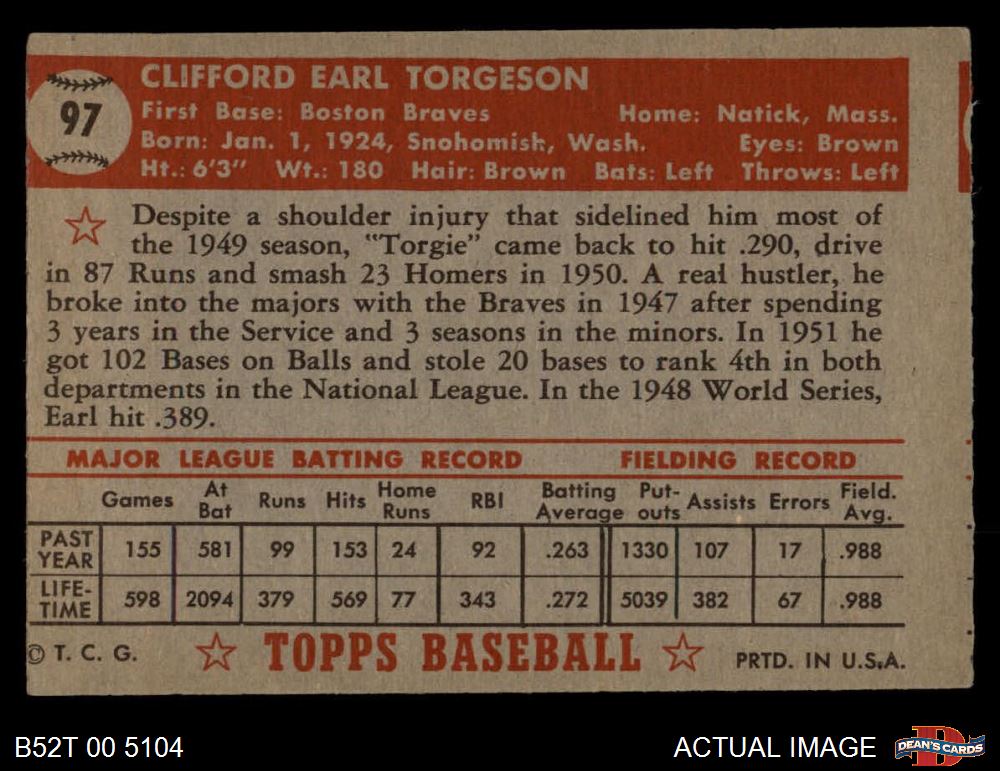 97
CLIFFORD EARL TORGESON
First Base: Boston Braves Home: Natick, Mass.
Born: Jan. 1, 1924, Snohomish, Wash. Eyes: Brown
Ht.: 6'3" Wt.: 180 Hair: Brown Bats: Left Throws: Left
Despite a shoulder injury that sidelined him most of
the 1949 season, "Torgie" came back to hit .290, drive
in 87 Runs and smash 23 Homers in 1950. A real hustler, he
broke into the majors with the Braves in 1947 after spending
3 years in the Service and 3 seasons in the minors. In 1951 he
got 102 Bases on Balls and stole 20 bases to rank 4th in both
departments in the National League. In the 1948 World Series,
Earl hit .389.
MAJOR LEAGUE BATTING RECORD FIELDING RECORD
Games At Bat Runs Hits Home Runs RBI Batting Average Put-outs Assists Errors Field. Avg.
PAST YEAR 155 581 99 153 24 92 .263 1330 107 17 .988
LIFE-TIME 598 2094 379 569 77 343 .272 5039 382 67 .988
© T. C. G. TOPPS BASEBALL PRTD. IN U.S.A.
B52T 00 5104 ACTUAL IMAGE D DEAN'S CARDS